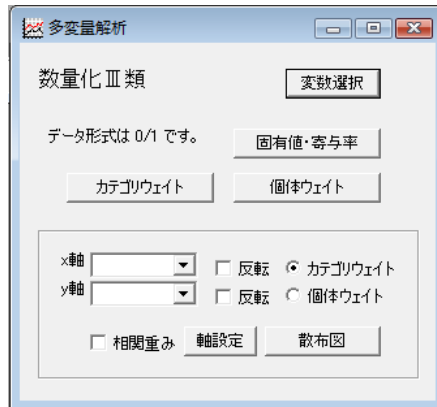 多変量解析
数量化Ⅲ類 変数選択
データ形式は 0/1 です。 固有値・寄与率
カテゴリウェイト 個体ウェイト
x軸 反転 カテゴリウェイト
y軸 反転 個体ウェイト
相関重み 軸設定 散布図